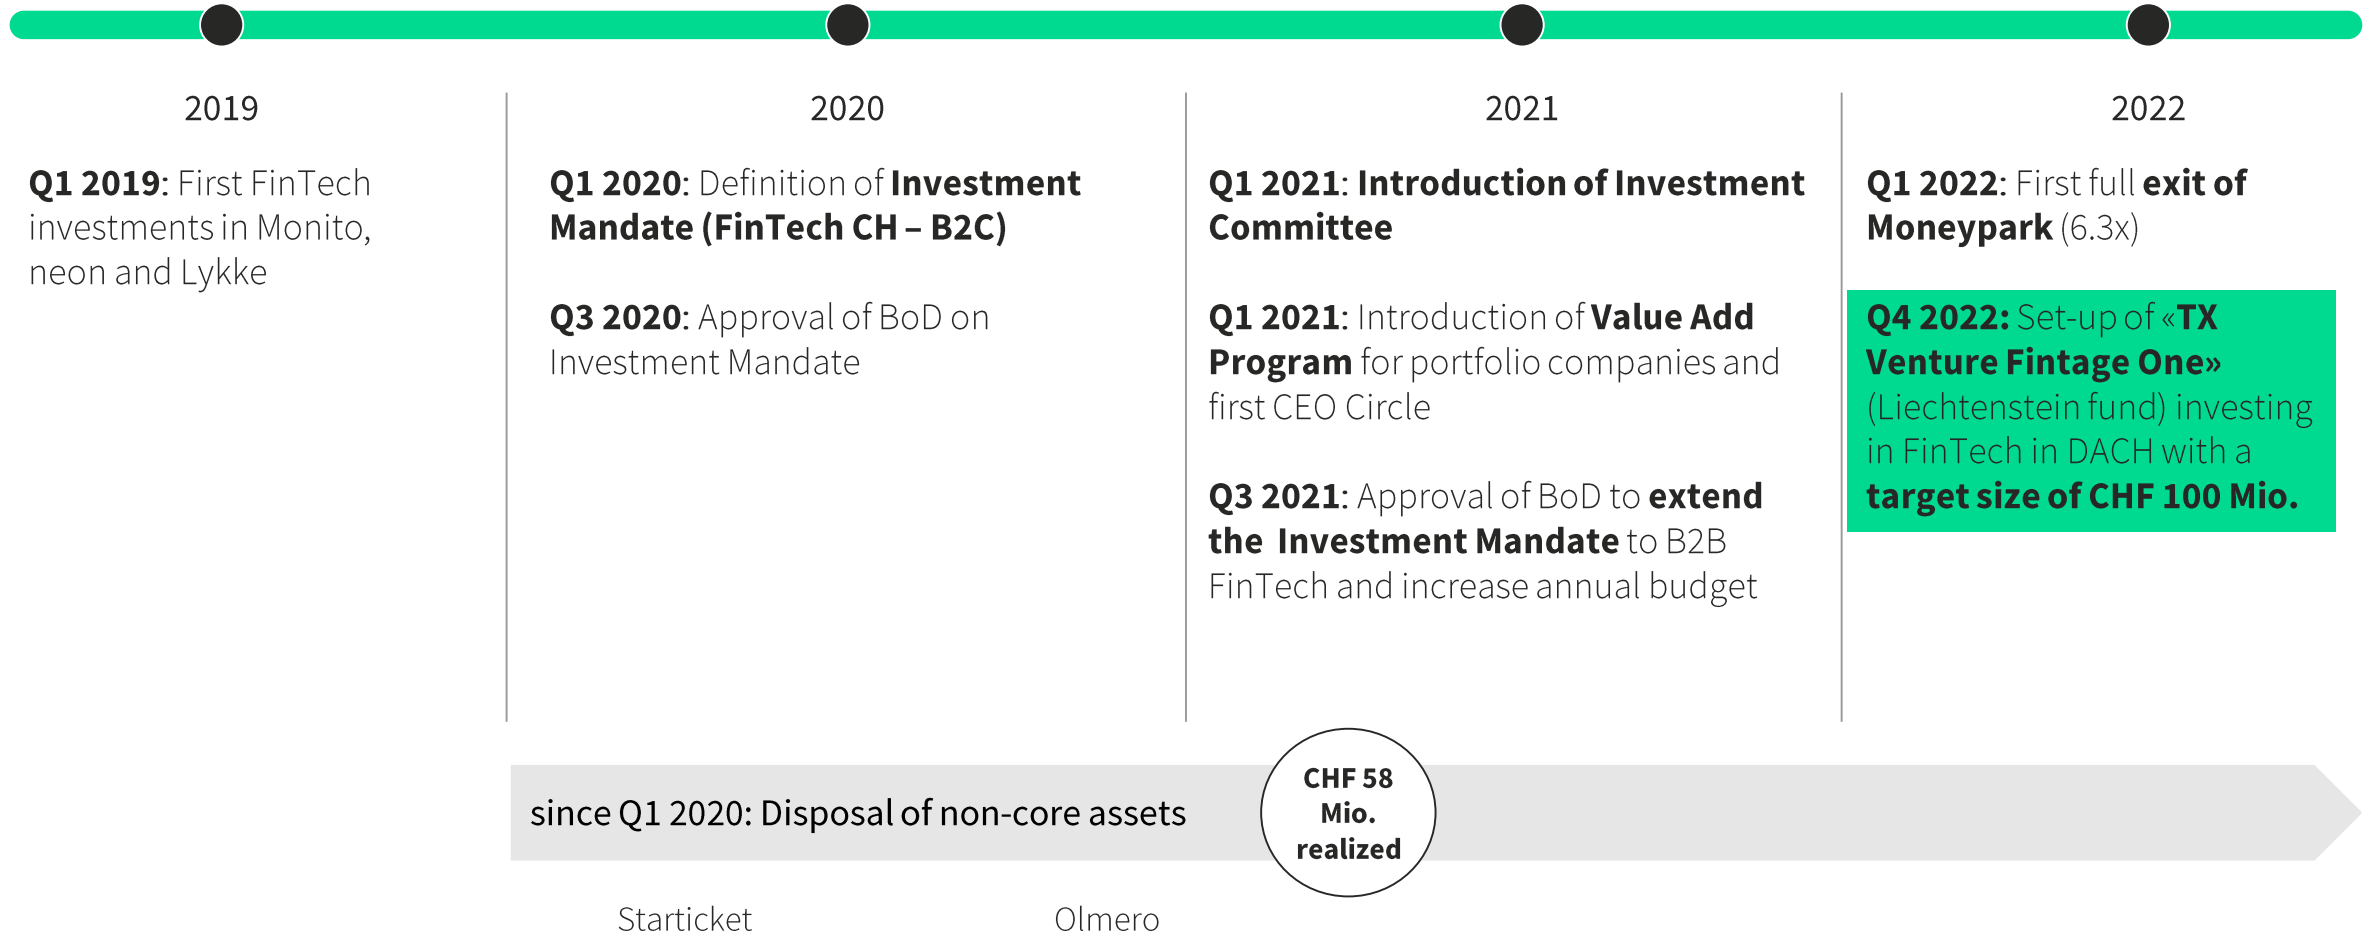 2019
Q1 2019: First FinTech
investments in Monito,
neon and Lykke
2020
Q1 2020: Definition of Investment
Mandate (FinTech CH – B2C)
Q3 2020: Approval of BoD on
Investment Mandate
2021
Q1 2021: Introduction of Investment
Committee
Q1 2021: Introduction of Value Add
Program for portfolio companies and
first CEO Circle
Q3 2021: Approval of BoD to extend
the  Investment Mandate to B2B
FinTech and increase annual budget
2022
Q1 2022: First full exit of
Moneypark (6.3x)
Q4 2022: Set-up of «TX
Venture Fintage One»
(Liechtenstein fund) investing
in FinTech in DACH with a
target size of CHF 100 Mio.
since Q1 2020: Disposal of non-core assets
CHF 58
Mio.
realized
Starticket
Olmero